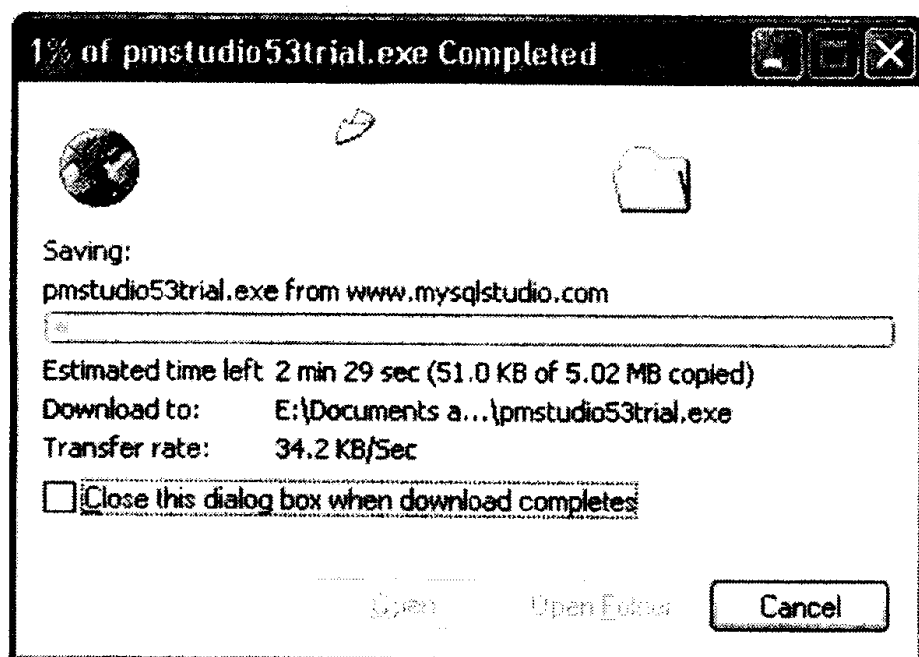 1% of pmstudio53trial.exe Completed
Saving:
pmstudio53trial.exe from www.mysqlstudio.com
Estimated time left 2 min 29 sec (51.0 KB of 5.02 MB copied)
Download to: E:\Documents a...\pmstudio53trial.exe
Transfer rate: 34.2 KB/Sec
Close this dialog box when download completes
Open Open Folder Cancel